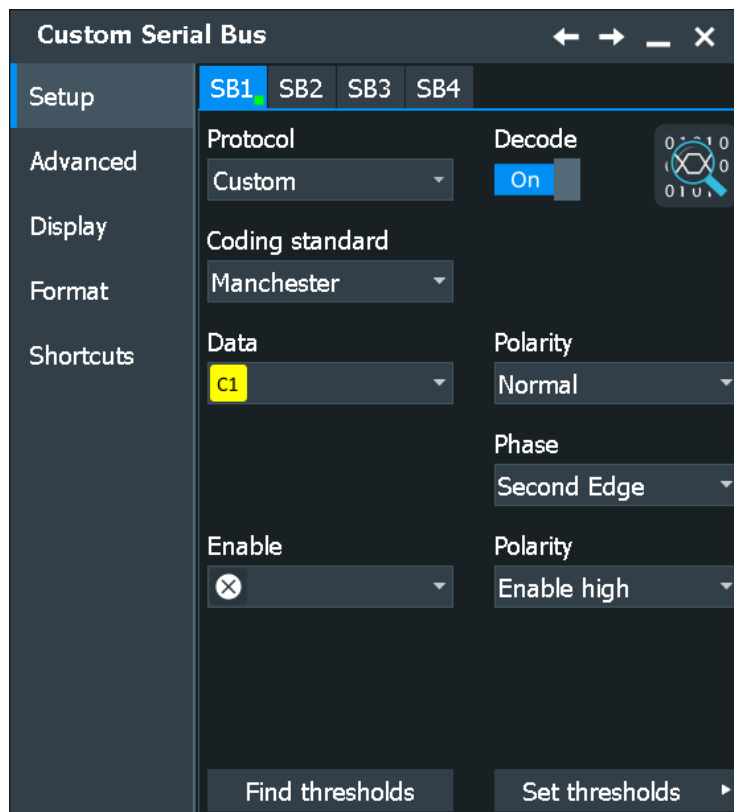 Custom Serial Bus
Setup
Advanced
Display
Format
Shortcuts
SB1 SB2 SB3 SB4
Protocol
Custom
Decode
On
Coding standard
Manchester
Data
C1
Polarity
Normal
Phase
Second Edge
Enable
Polarity
Enable high
Find thresholds
Set thresholds